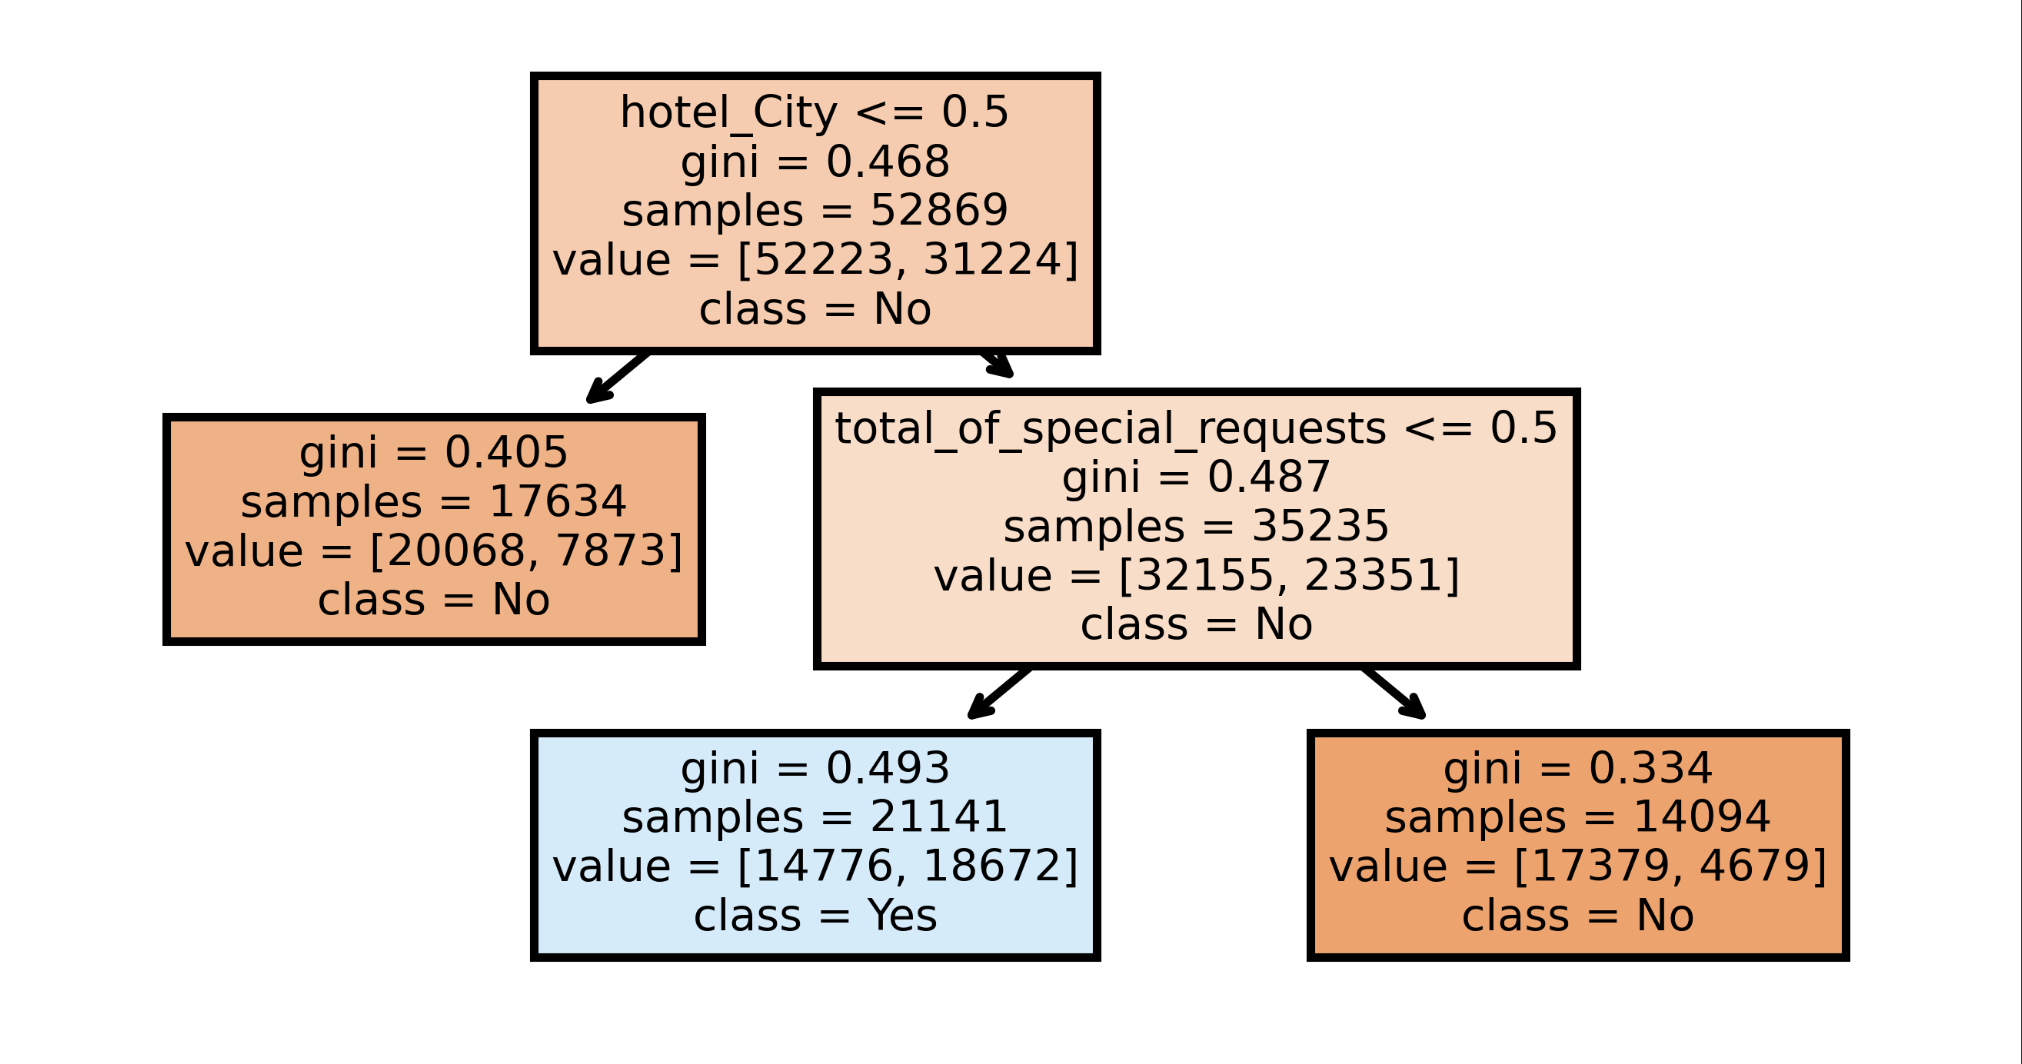 hotel_City <= 0.5
gini = 0.468
samples = 52869
value = [52223, 31224]
class = No
gini = 0.405
samples = 17634
value = [20068, 7873]
class = No
total_of_special_requests <= 0.5
gini = 0.487
samples = 35235
value = [32155, 23351]
class = No
gini = 0.493
samples = 21141
value = [14776, 18672]
class = Yes
gini = 0.334
samples = 14094
value = [17379, 4679]
class = No